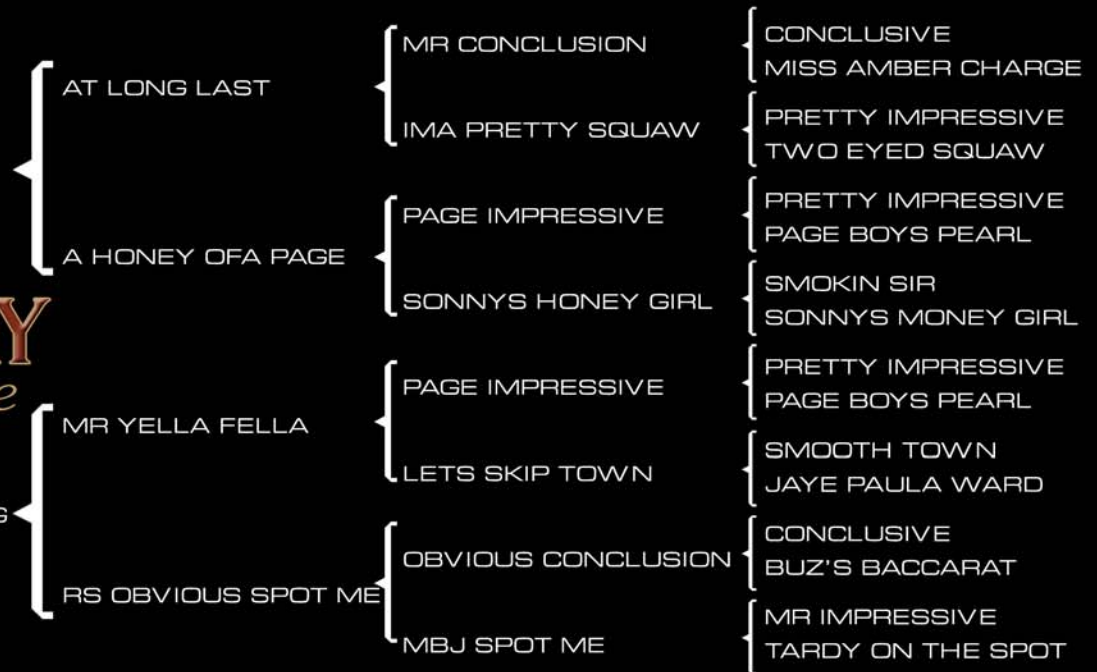 AT LONG LAST
A HONEY OFA PAGE
MR YELLA FELLA
RS OBVIOUS SPOT ME
MR CONCLUSION
IMA PRETTY SQUAW
PAGE IMPRESSIVE
SONNYS HONEY GIRL
PAGE IMPRESSIVE
LETS SKIP TOWN
OBVIOUS CONCLUSION
MBJ SPOT ME
CONCLUSIVE
MISS AMBER CHARGE
PRETTY IMPRESSIVE
TWO EYED SQUAW
PRETTY IMPRESSIVE
PAGE BOYS PEARL
SMOKIN SIR
SONNYS MONEY GIRL
PRETTY IMPRESSIVE
PAGE BOYS PEARL
SMOOTH TOWN
JAYE PAULA WARD
CONCLUSIVE
BUZ'S BACCARAT
MR IMPRESSIVE
TARDY ON THE SPOT